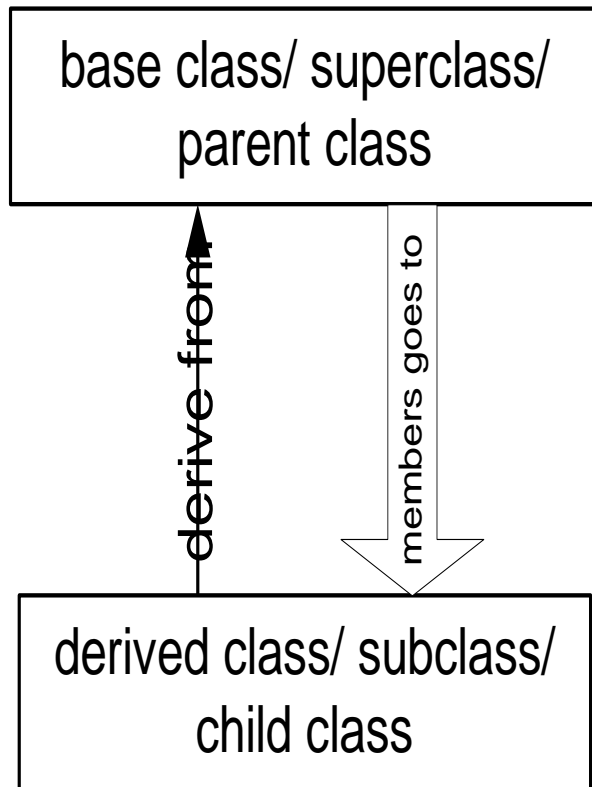 base class/ superclass/
parent class
derive from
members goes to
derived class/ subclass/
child class